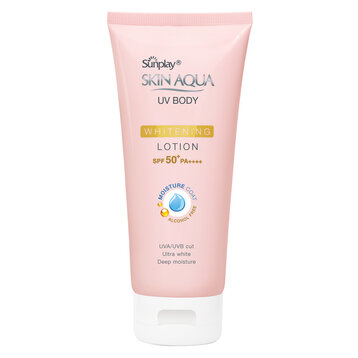 Sunplay®
SKIN AQUA
UV BODY
WHITENING
LOTION
SPF 50+ PA++++
MOISTURE COAT
ALCOHOL FREE
UVA/UVB cut
Ultra white
Deep moisture